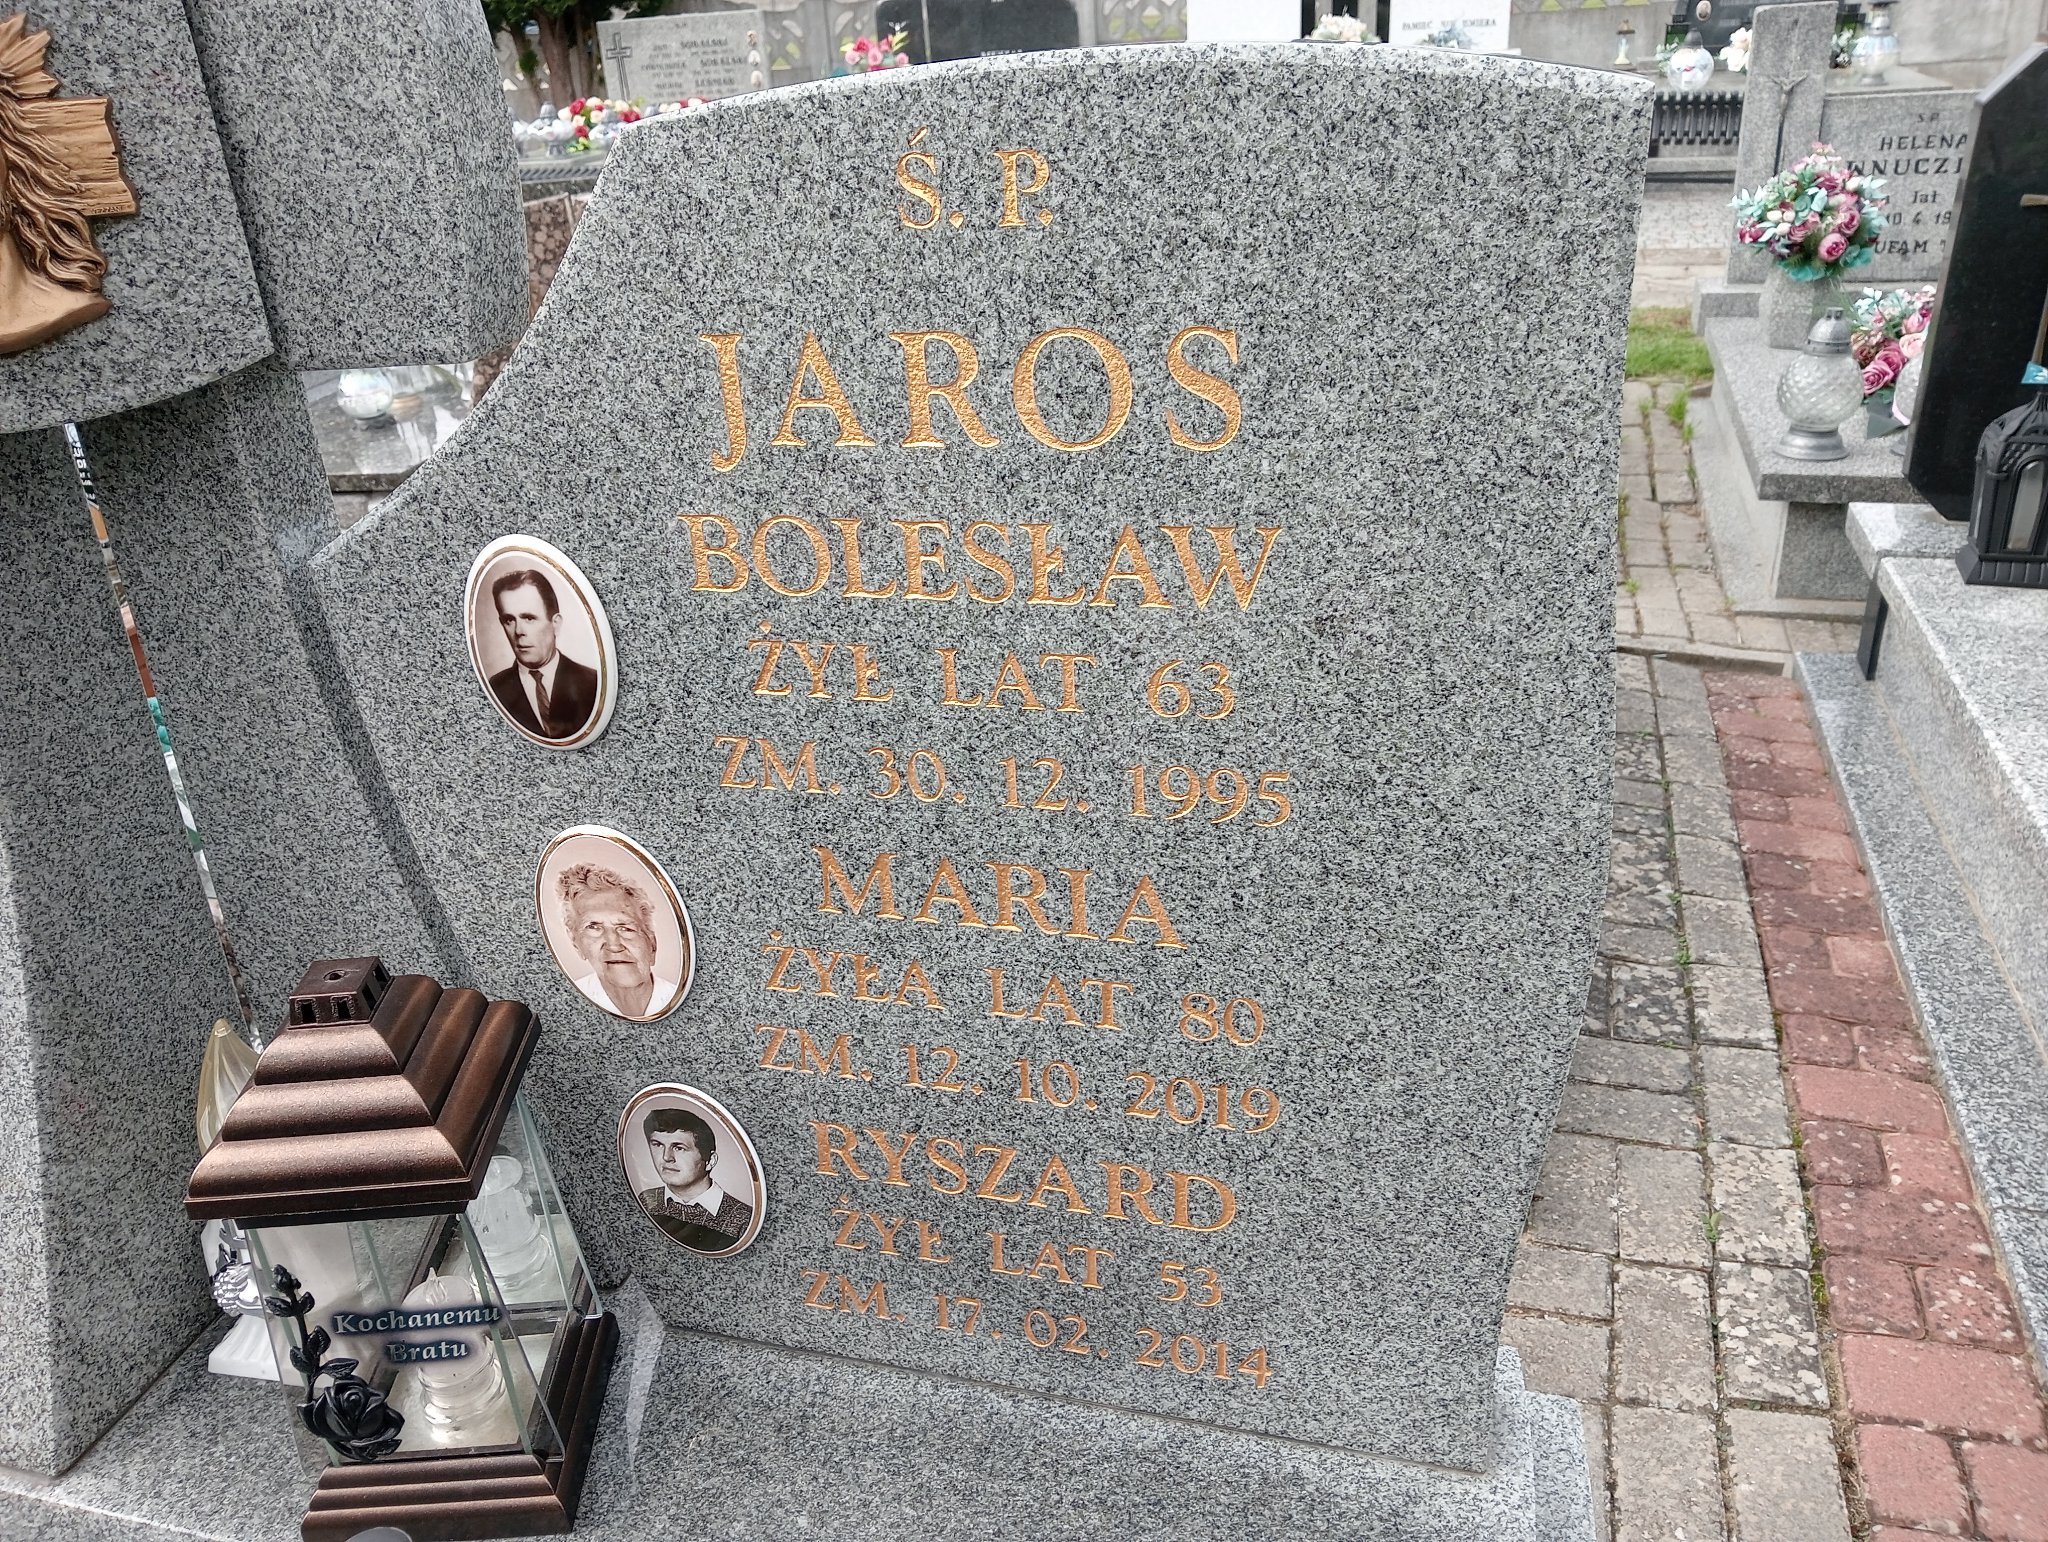 Ś. P.
JAROS
BOLESŁAW
ŻYŁ LAT 63
ZM. 30. 12. 1995
MARIA
ŻYŁA LAT 80
ZM. 12. 10. 2019
RYSZARD
ŻYŁ LAT 53
ZM. 17. 02. 2014
Kochanemu
Bratu
HELENA
lat